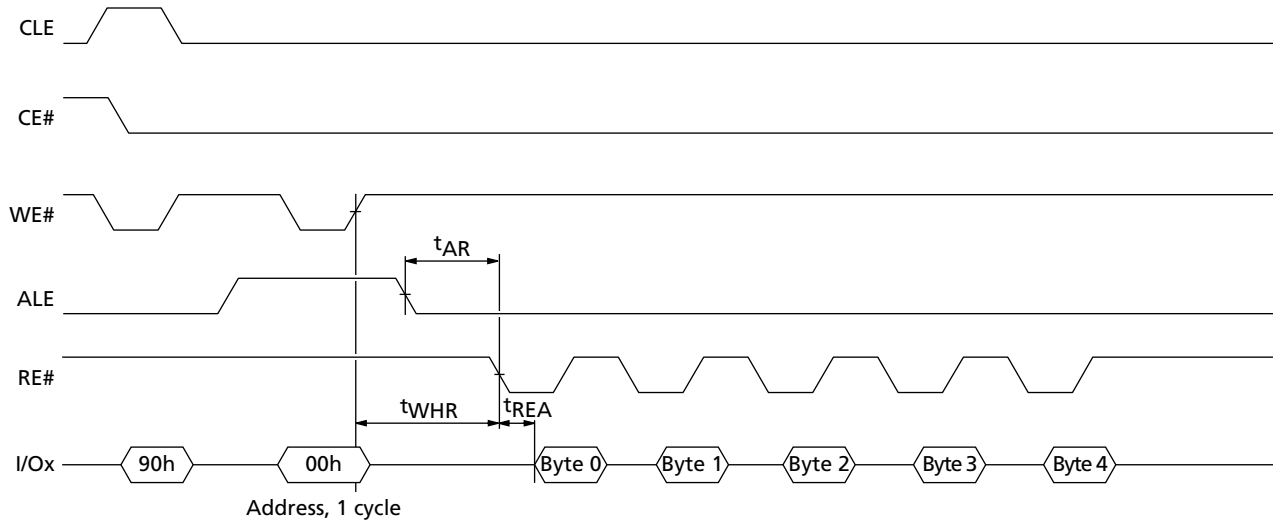 CLE
CE#
WE#
tAR
ALE
RE#
tWHR tREA
I/Ox 90h 00h Byte 0 Byte 1 Byte 2 Byte 3 Byte 4
Address, 1 cycle